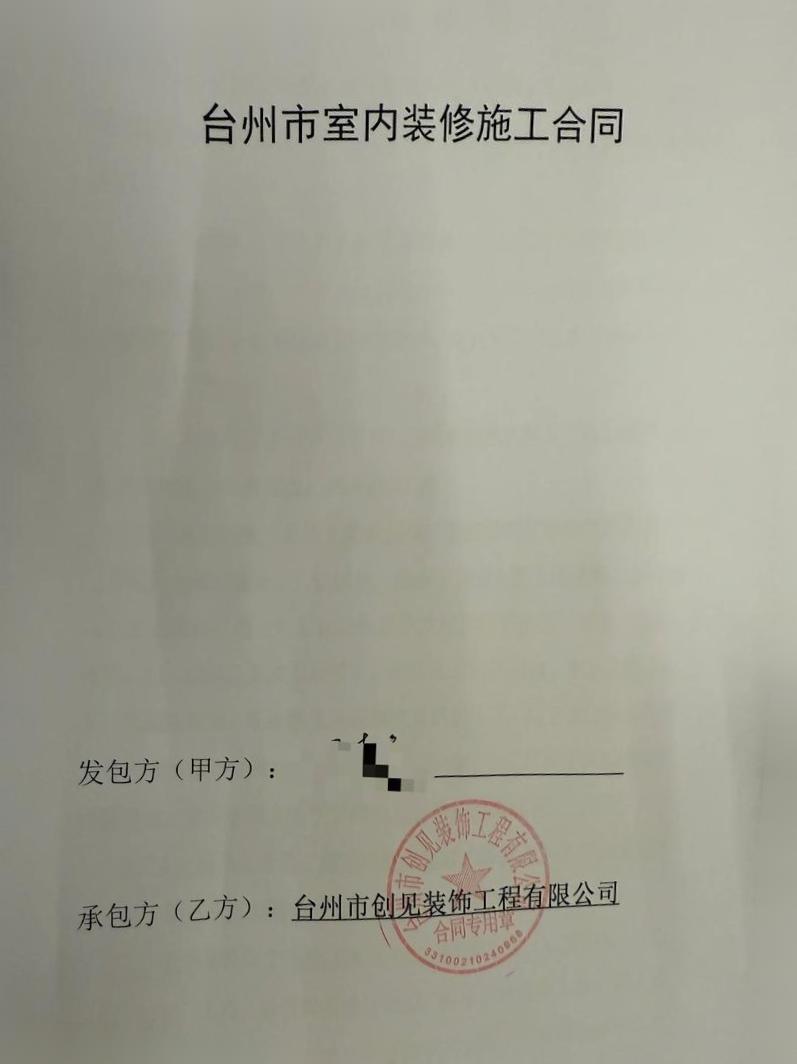 台州市室内装修施工合同
发包方（甲方）：
承包方（乙方）：台州市创见装饰工程有限公司
台州市创见装饰工程有限公司
合同专用章